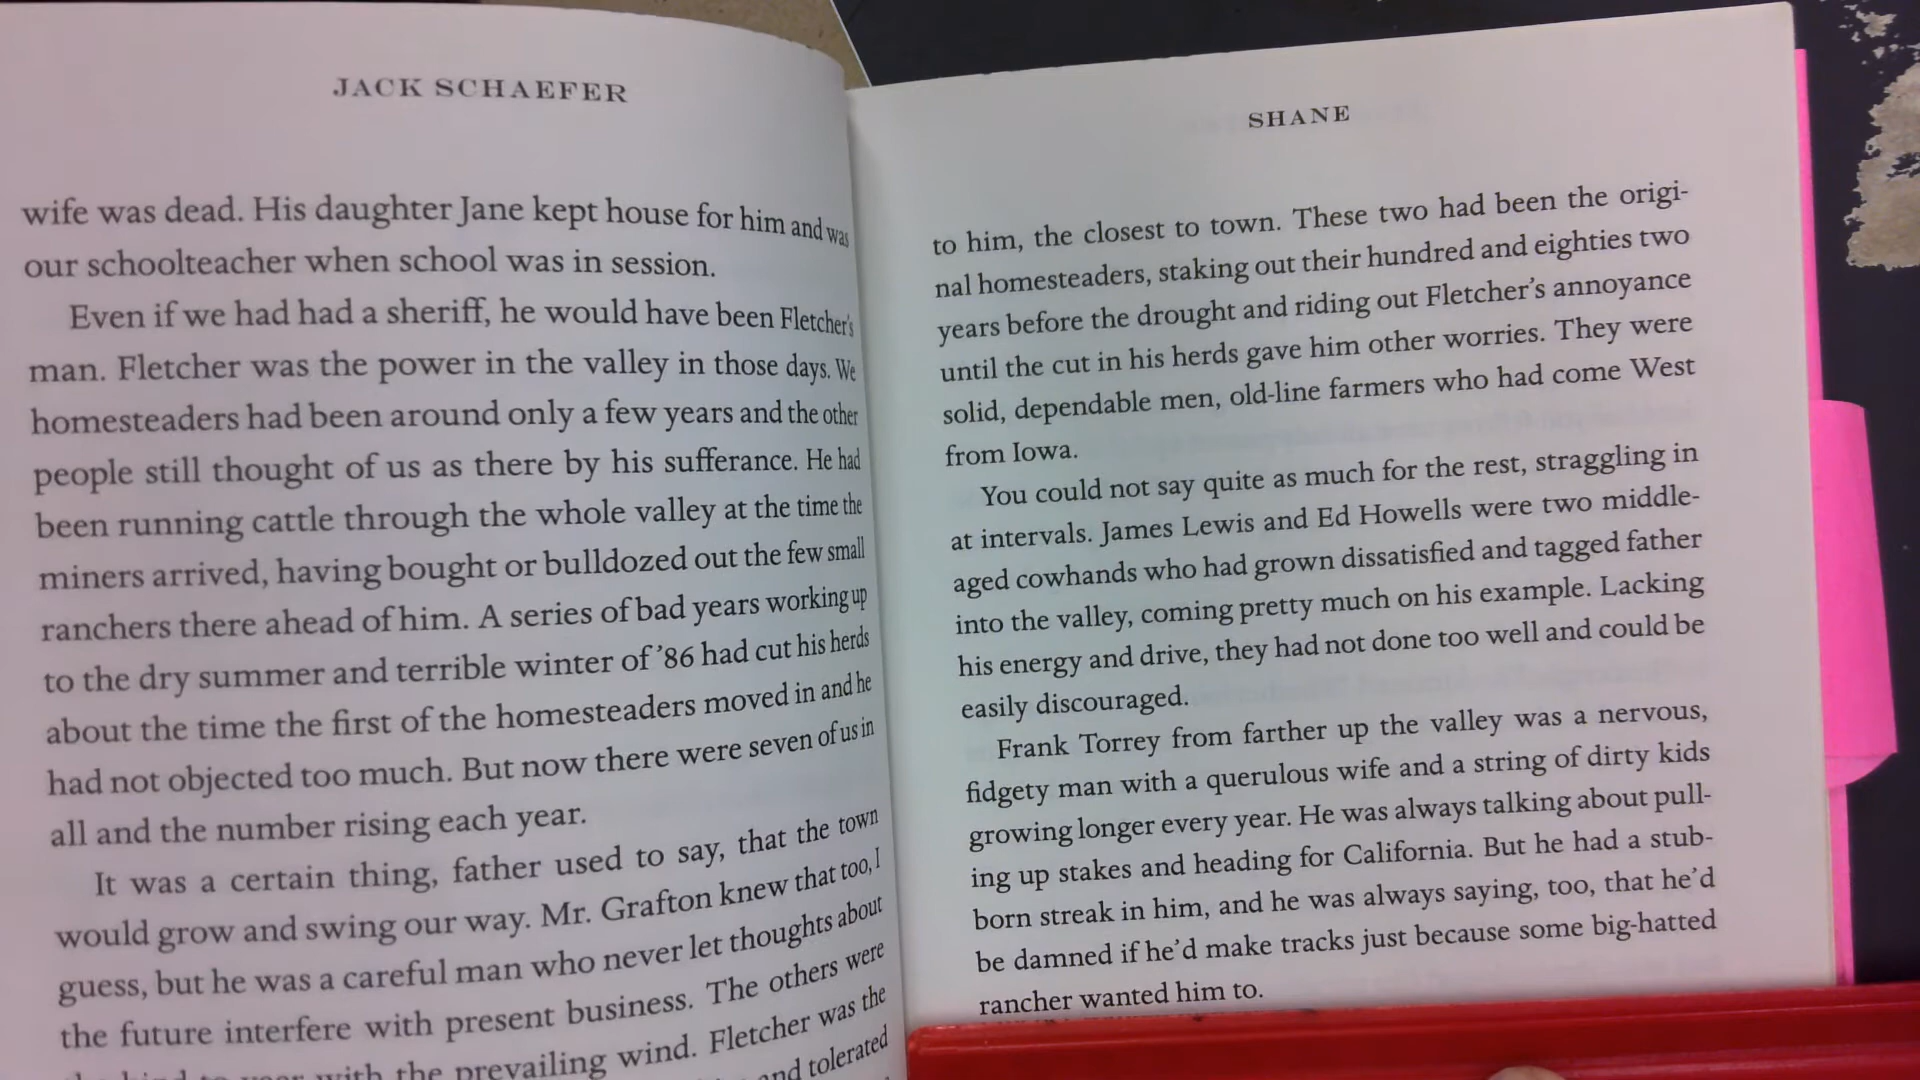 JACK SCHAEFER
wife was dead. His daughter Jane kept house for him and was
our schoolteacher when school was in session.
Even if we had had a sheriff, he would have been Fletcher's
man. Fletcher was the power in the valley in those days. We
homesteaders had been around only a few years and the other
people still thought of us as there by his sufferance. He had
been running cattle through the whole valley at the time the
miners arrived, having bought or bulldozed out the few small
ranchers there ahead of him. A series of bad years working up
to the dry summer and terrible winter of '86 had cut his herds
about the time the first of the homesteaders moved in and he
had not objected too much. But now there were seven of us in
all and the number rising each year.
It was a certain thing, father used to say, that the town
would grow and swing our way. Mr. Grafton knew that too, I
guess, but he was a careful man who never let thoughts about
the future interfere with present business. The others were
with the prevailing wind. Fletcher was the
and tolerated
SHANE
to him, the closest to town. These two had been the origi-
nal homesteaders, staking out their hundred and eighties two
years before the drought and riding out Fletcher's annoyance
until the cut in his herds gave him other worries. They were
solid, dependable men, old-line farmers who had come West
from Iowa.
You could not say quite as much for the rest, straggling in
at intervals. James Lewis and Ed Howells were two middle-
aged cowhands who had grown dissatisfied and tagged father
into the valley, coming pretty much on his example. Lacking
his energy and drive, they had not done too well and could be
easily discouraged.
Frank Torrey from farther up the valley was a nervous,
fidgety man with a querulous wife and a string of dirty kids
growing longer every year. He was always talking about pull-
ing up stakes and heading for California. But he had a stub-
born streak in him, and he was always saying, too, that he'd
be damned if he'd make tracks just because some big-hatted
rancher wanted him to.